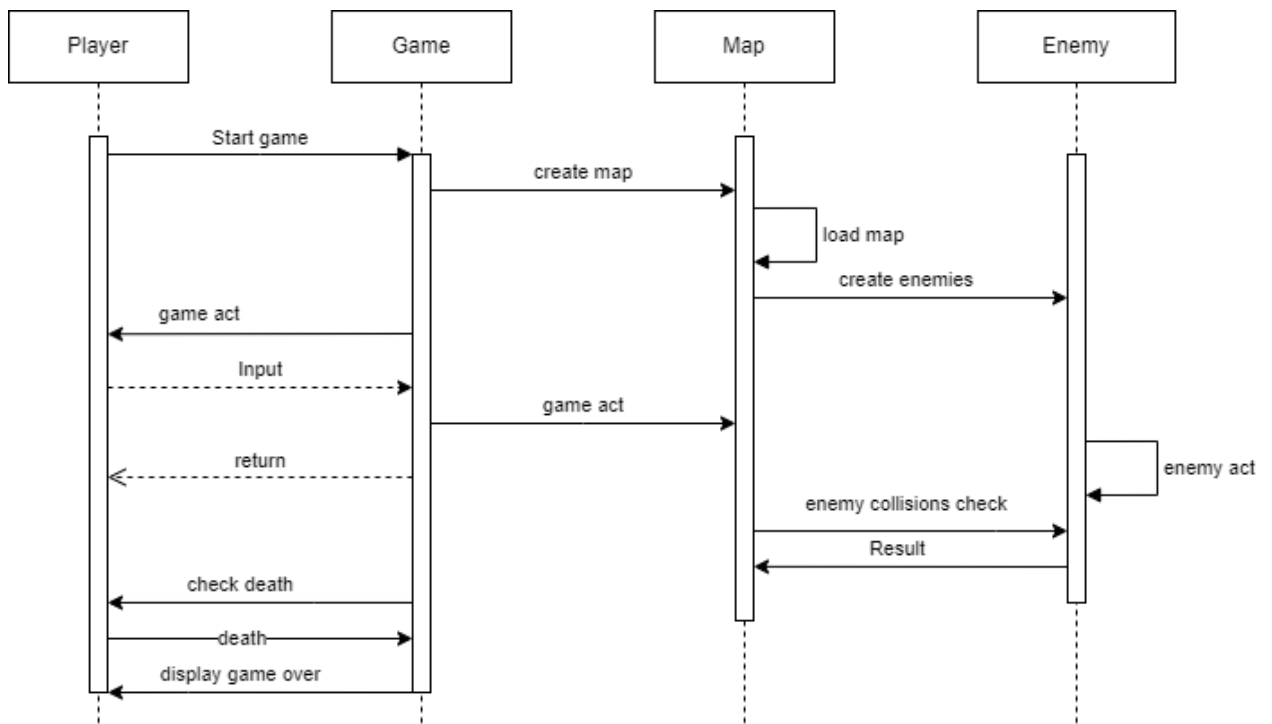 Player
Game
Map
Enemy
Start game
create map
load map
create enemies
game act
Input
game act
return
enemy act
enemy collisions check
Result
check death
death
display game over